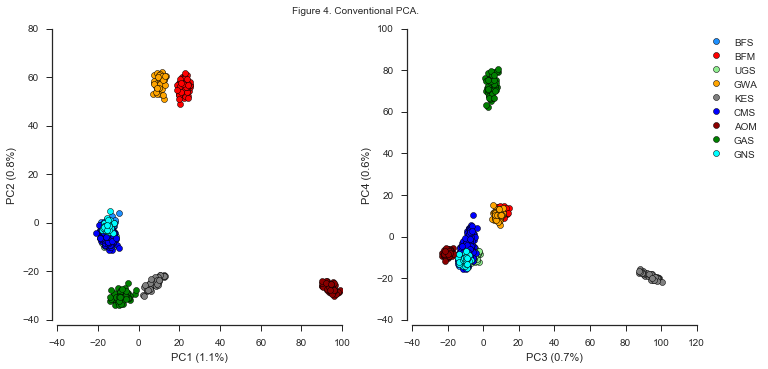 Figure 4. Conventional PCA.
80
60
40
20
0
−20
−40
PC2 (0.8%)
−40 −20 0 20 40 60 80 100
PC1 (1.1%)
100
80
60
40
20
0
−20
−40
PC4 (0.6%)
−40 −20 0 20 40 60 80 100 120
PC3 (0.7%)
BFS
BFM
UGS
GWA
KES
CMS
AOM
GAS
GNS